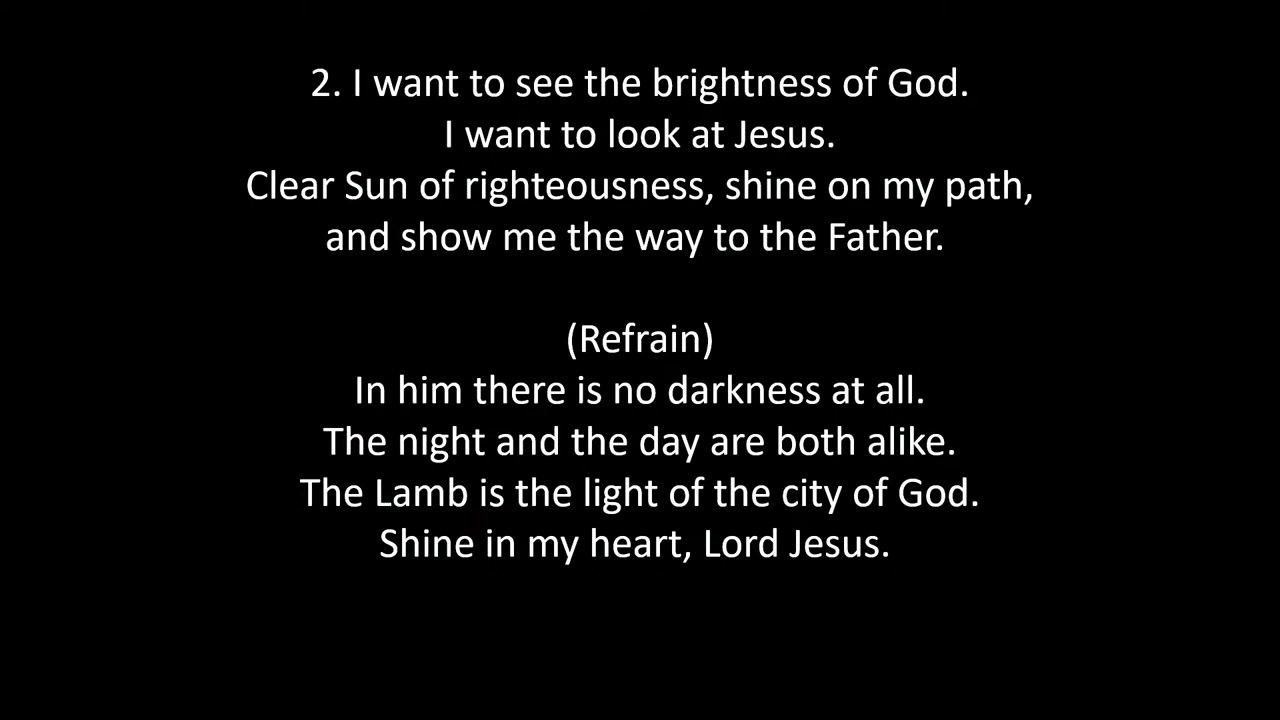 2. I want to see the brightness of God.
I want to look at Jesus.
Clear Sun of righteousness, shine on my path,
and show me the way to the Father.
(Refrain)
In him there is no darkness at all.
The night and the day are both alike.
The Lamb is the light of the city of God.
Shine in my heart, Lord Jesus.